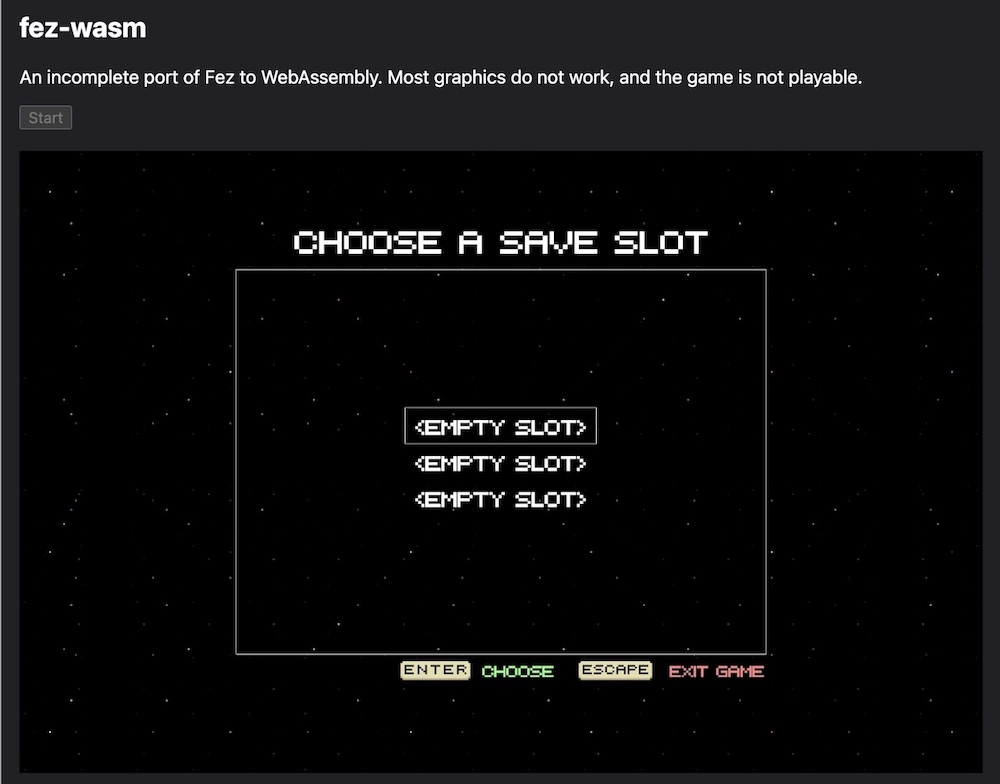 fez-wasm
An incomplete port of Fez to WebAssembly. Most graphics do not work, and the game is not playable.
Start
CHOOSE A SAVE SLOT
<EMPTY SLOT>
<EMPTY SLOT>
<EMPTY SLOT>
ENTER CHOOSE ESCAPE EXIT GAME